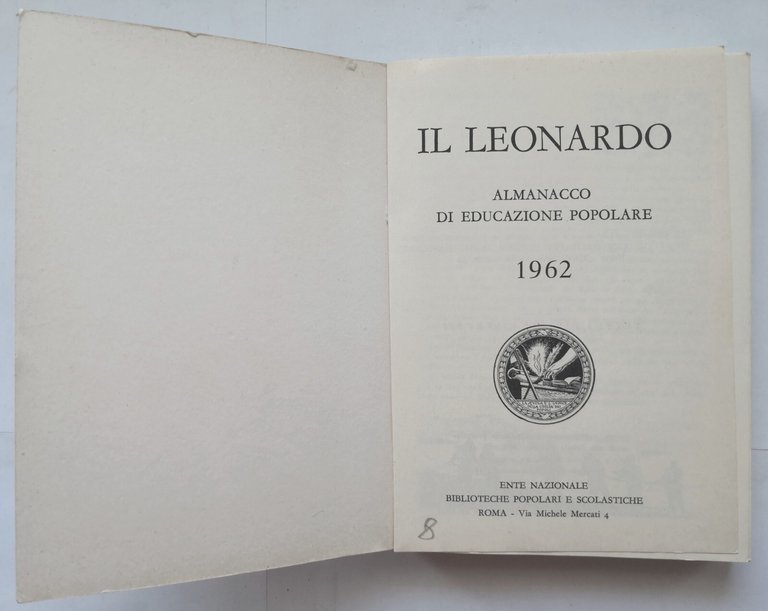 IL LEONARDO
ALMANACCO
DI EDUCAZIONE POPOLARE
1962
ENTE NAZIONALE
BIBLIOTECHE POPOLARI E SCOLASTICHE
ROMA - Via Michele Mercati 4
8